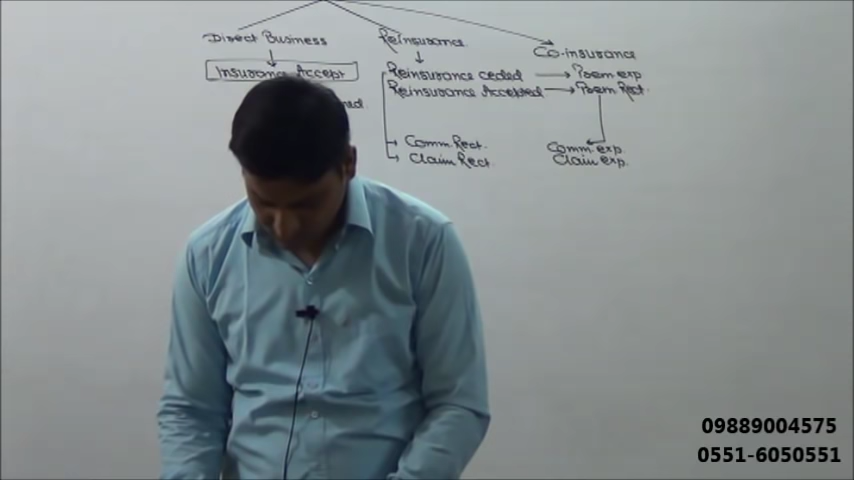 Direct Business
Reinsurance
Co-insurance
Insurance Accept
Reinsurance ceded → Prem exp
Reinsurance Accepted → Prem Rect.
Comm. Rect.
Claim Rect.
Comm. exp.
Claim exp.
09889004575
0551-6050551